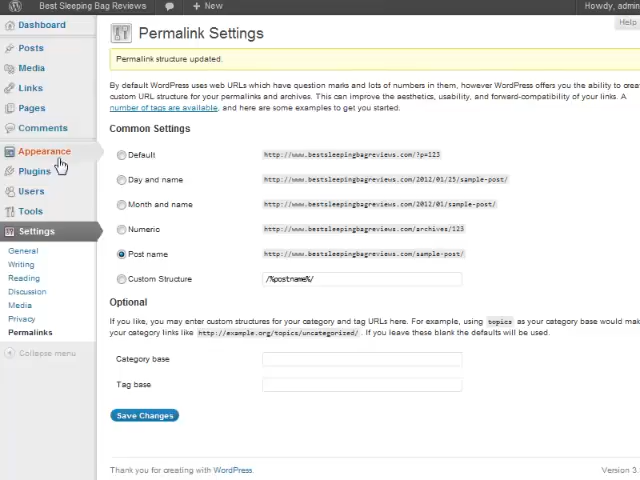 Best Sleeping Bag Reviews
+ New
Howdy, admin
Help
Dashboard
Posts
Media
Links
Pages
Comments
Appearance
Plugins
Users
Tools
Settings
General
Writing
Reading
Discussion
Media
Privacy
Permalinks
Collapse menu
Permalink Settings
Permalink structure updated.
By default WordPress uses web URLs which have question marks and lots of numbers in them, however WordPress offers you the ability to crea
custom URL structure for your permalinks and archives. This can improve the aesthetics, usability, and forward-compatibility of your links. A
number of tags are available, and here are some examples to get you started.
Common Settings
Default http://www.bestsleepingbagreviews.com/?p=123
Day and name http://www.bestsleepingbagreviews.com/2012/01/25/sample-post/
Month and name http://www.bestsleepingbagreviews.com/2012/01/sample-post/
Numeric http://www.bestsleepingbagreviews.com/archives/123
Post name http://www.bestsleepingbagreviews.com/sample-post/
Custom Structure /%postname%/
Optional
If you like, you may enter custom structures for your category and tag URLs here. For example, using topics as your category base would mak
your category links like http://example.org/topics/uncategorized/ . If you leave these blank the defaults will be used.
Category base
Tag base
Save Changes
Thank you for creating with WordPress.
Version 3.